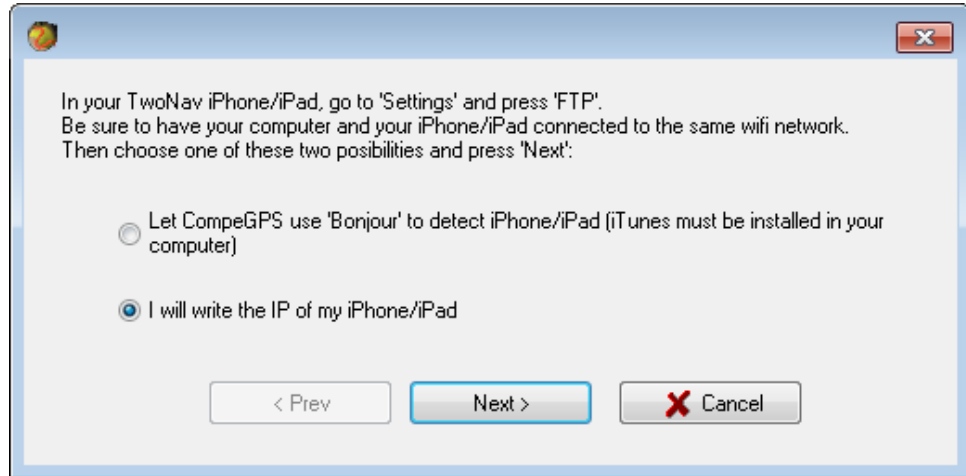 In your TwoNav iPhone/iPad, go to 'Settings' and press 'FTP'.
Be sure to have your computer and your iPhone/iPad connected to the same wifi network.
Then choose one of these two posibilities and press 'Next':
Let CompeGPS use 'Bonjour' to detect iPhone/iPad (iTunes must be installed in your
computer)
I will write the IP of my iPhone/iPad
< Prev
Next >
Cancel